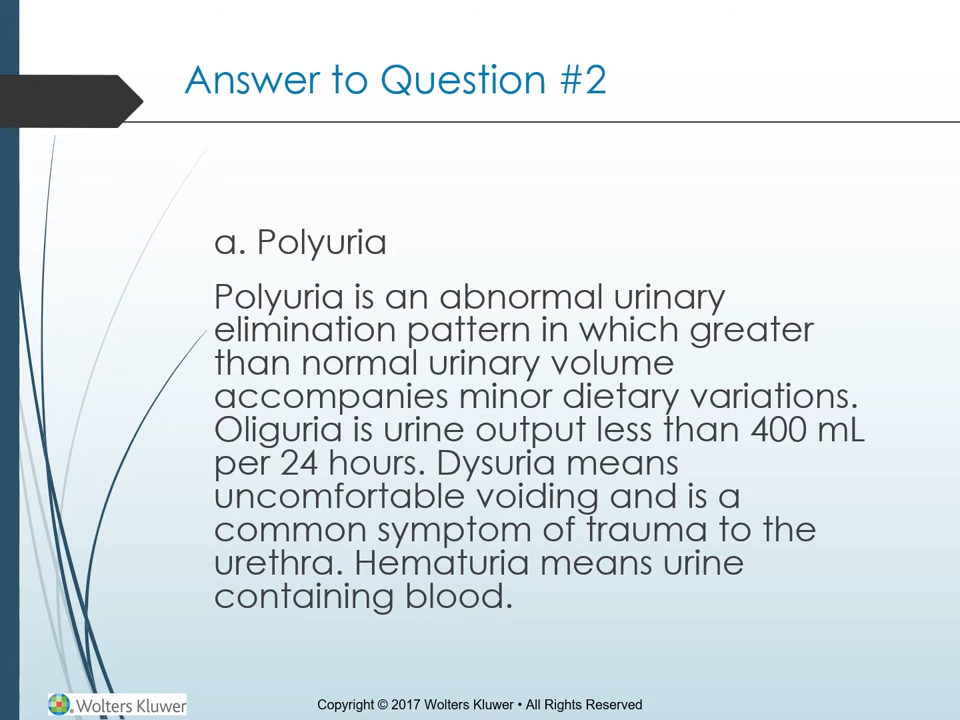 Answer to Question #2
a. Polyuria
Polyuria is an abnormal urinary
elimination pattern in which greater
than normal urinary volume
accompanies minor dietary variations.
Oliguria is urine output less than 400 mL
per 24 hours. Dysuria means
uncomfortable voiding and is a
common symptom of trauma to the
urethra. Hematuria means urine
containing blood.
Wolters Kluwer
Copyright © 2017 Wolters Kluwer • All Rights Reserved